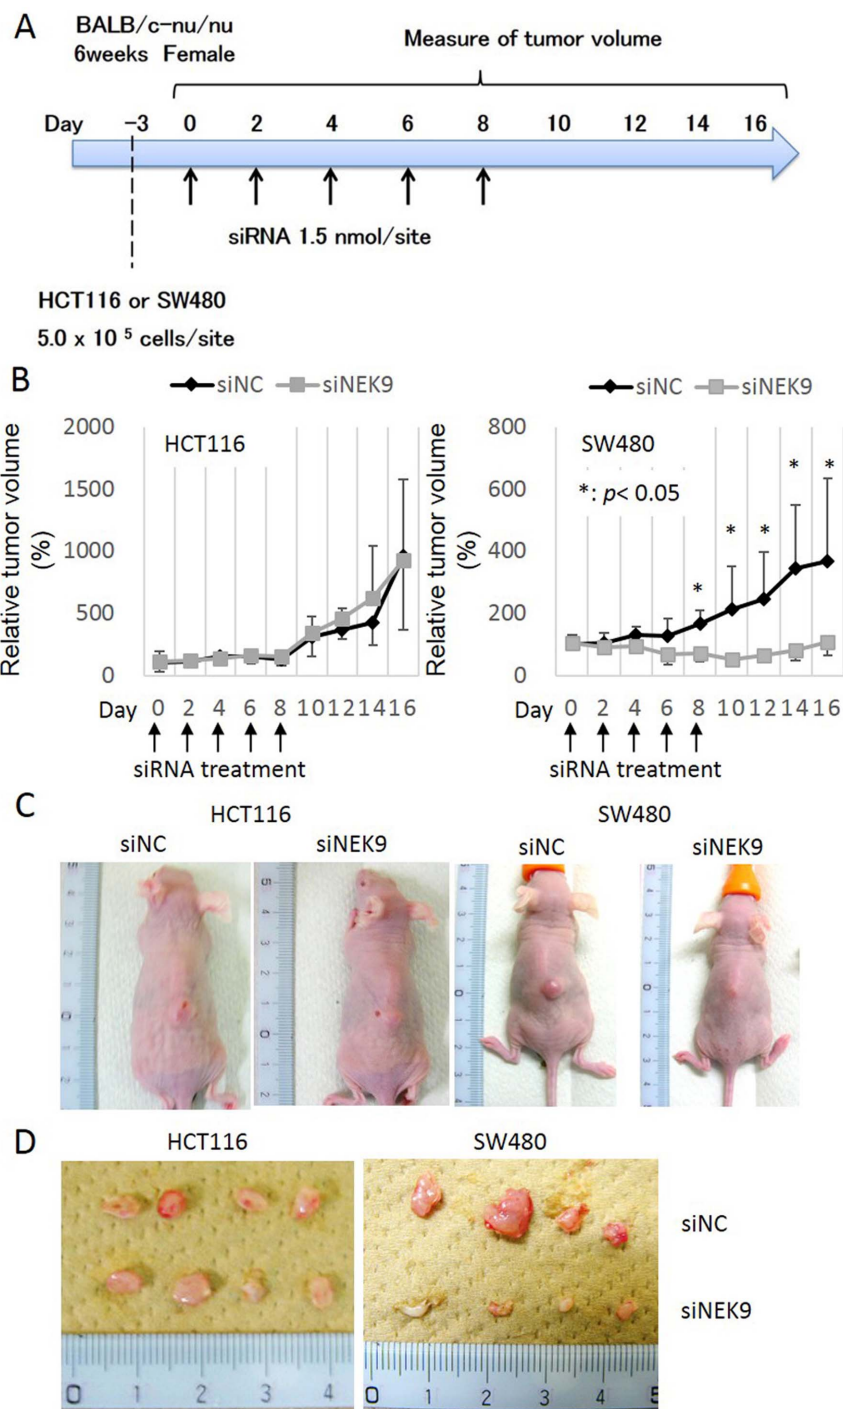 A
BALB/c-nu/nu
6weeks Female
Measure of tumor volume
Day -3 0 2 4 6 8 10 12 14 16
siRNA 1.5 nmol/site
HCT116 or SW480
5.0 x 10 5 cells/site
B
siNC siNEK9
Relative tumor volume
(%)
HCT116
2000
1500
1000
500
0
Day 0 2 4 6 8 10 12 14 16
siRNA treatment
siNC siNEK9
Relative tumor volume
(%)
SW480
*: p< 0.05
* * * * *
800
600
400
200
0
Day 0 2 4 6 8 10 12 14 16
siRNA treatment
C
HCT116 SW480
siNC siNEK9 siNC siNEK9
D
HCT116 SW480
siNC
siNEK9
0 1 2 3 4
0 1 2 3 4 5